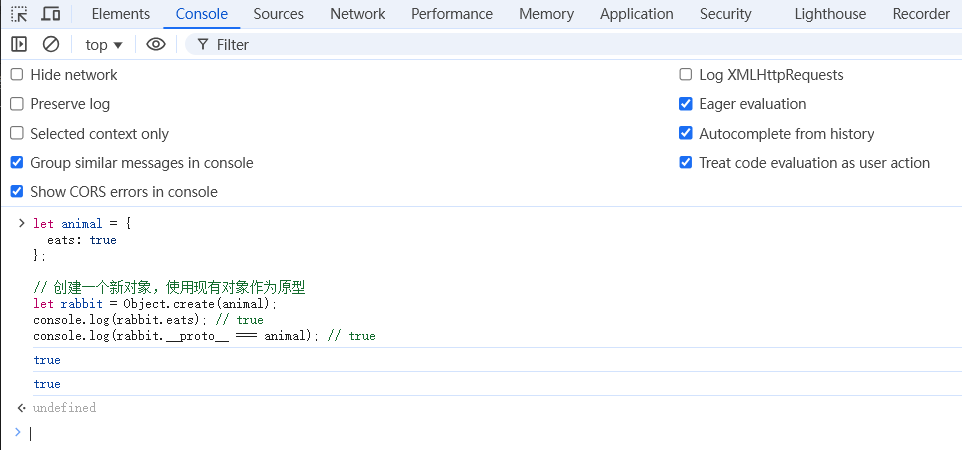 Elements Console Sources Network Performance Memory Application Security Lighthouse Recorder
top Filter
Hide network Log XMLHttpRequests
Preserve log Eager evaluation
Selected context only Autocomplete from history
Group similar messages in console Treat code evaluation as user action
Show CORS errors in console
let animal = {
  eats: true
};
// 创建一个新对象，使用现有对象作为原型
let rabbit = Object.create(animal);
console.log(rabbit.eats); // true
console.log(rabbit.__proto__ === animal); // true
true
true
undefined